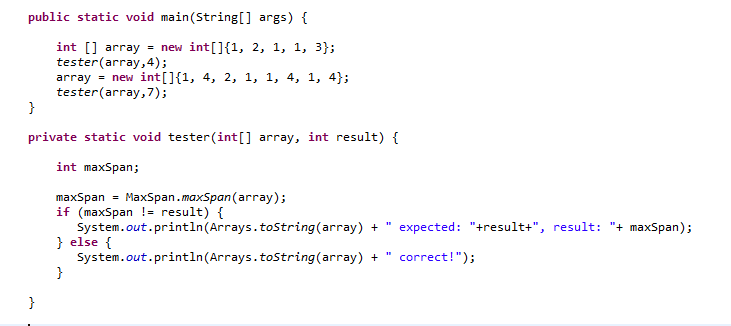 public static void main(String[] args) {
int [] array = new int[]{1, 2, 1, 1, 3};
tester(array,4);
array = new int[]{1, 4, 2, 1, 1, 4, 1, 4};
tester(array,7);
}
private static void tester(int[] array, int result) {
int maxSpan;
maxSpan = MaxSpan.maxSpan(array);
if (maxSpan != result) {
System.out.println(Arrays.toString(array) + " expected: "+result+", result: "+ maxSpan);
} else {
System.out.println(Arrays.toString(array) + " correct!");
}
}